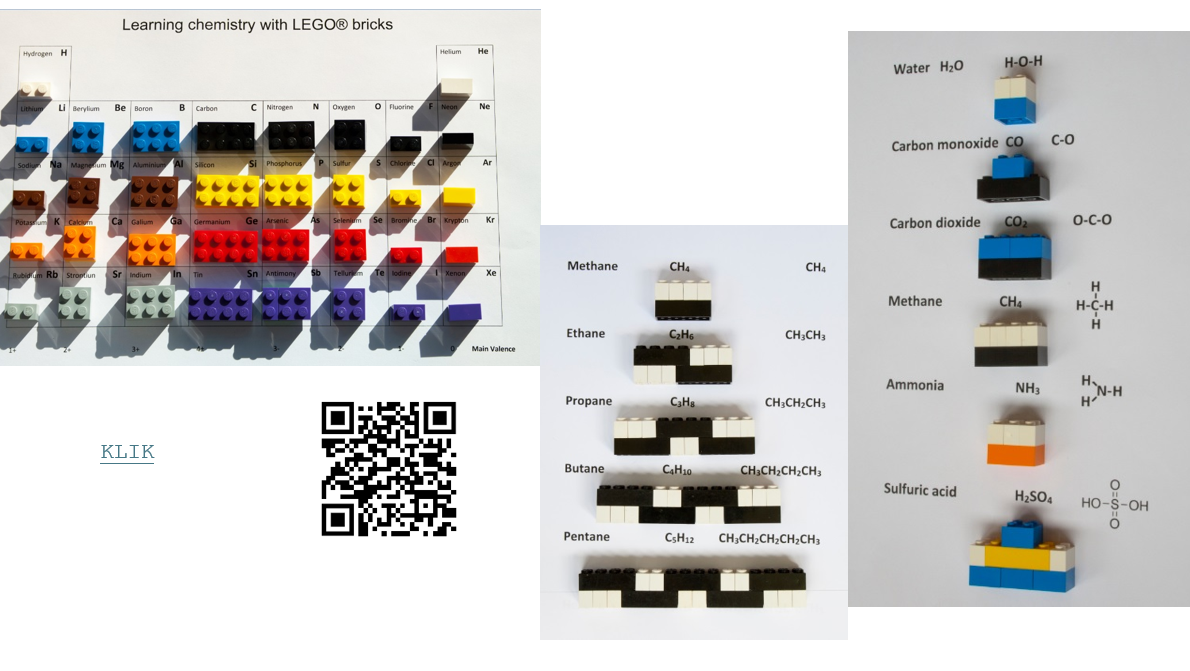 Learning chemistry with LEGO® bricks
Hydrogen H
Helium He
Lithium Li Berylium Be Boron B Carbon C Nitrogen N Oxygen O Fluorine F Neon Ne
Sodium Na Magnesium Mg Aluminium Al Silicon Si Phosphorus P Sulfur S Chlorine Cl Argon Ar
Potassium K Calcium Ca Galium Ga Germanium Ge Arsenic As Selenium Se Bromine Br Krypton Kr
Rubidium Rb Strontiun Sr Indium In Tin Sn Antimony Sb Tellurium Te Iodine I Xenon Xe
1+ 2+ 3+ 4± 3- 2- 1- 0 Main Valence
KLIK
Methane CH₄ CH₄
Ethane C₂H₆ CH₃CH₃
Propane C₃H₈ CH₃CH₂CH₃
Butane C₄H₁₀ CH₃CH₂CH₂CH₃
Pentane C₅H₁₂ CH₃CH₂CH₂CH₂CH₃
Water H₂O H-O-H
Carbon monoxide CO C-O
Carbon dioxide CO₂ O-C-O
Methane CH₄
H
H-C-H
H
Ammonia NH₃
H
N-H
H
Sulfuric acid H₂SO₄
O
HO-S-OH
O